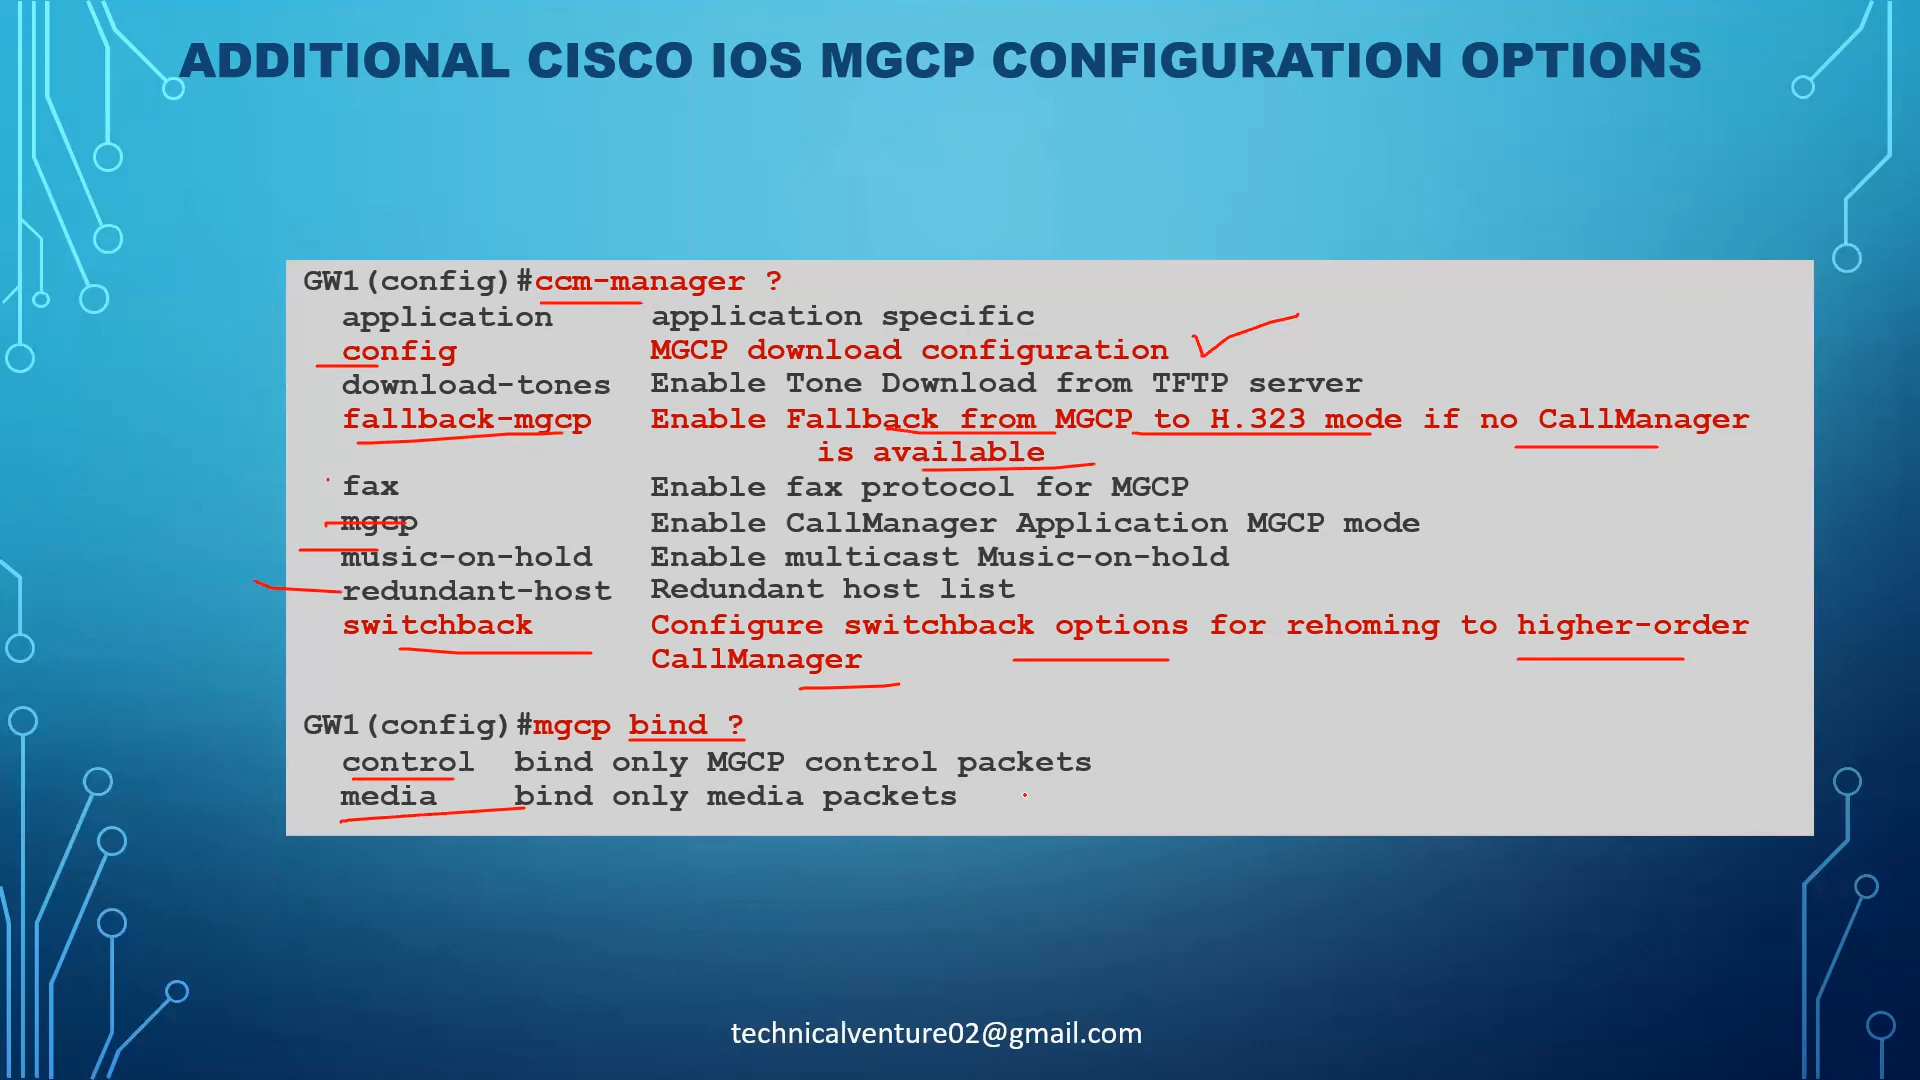 ADDITIONAL CISCO IOS MGCP CONFIGURATION OPTIONS
GW1(config)#ccm-manager ?
application application specific
config MGCP download configuration
download-tones Enable Tone Download from TFTP server
fallback-mgcp Enable Fallback from MGCP to H.323 mode if no CallManager
is available
fax Enable fax protocol for MGCP
mgcp Enable CallManager Application MGCP mode
music-on-hold Enable multicast Music-on-hold
redundant-host Redundant host list
switchback Configure switchback options for rehoming to higher-order
CallManager
GW1(config)#mgcp bind ?
control bind only MGCP control packets
media bind only media packets
technicalventure02@gmail.com